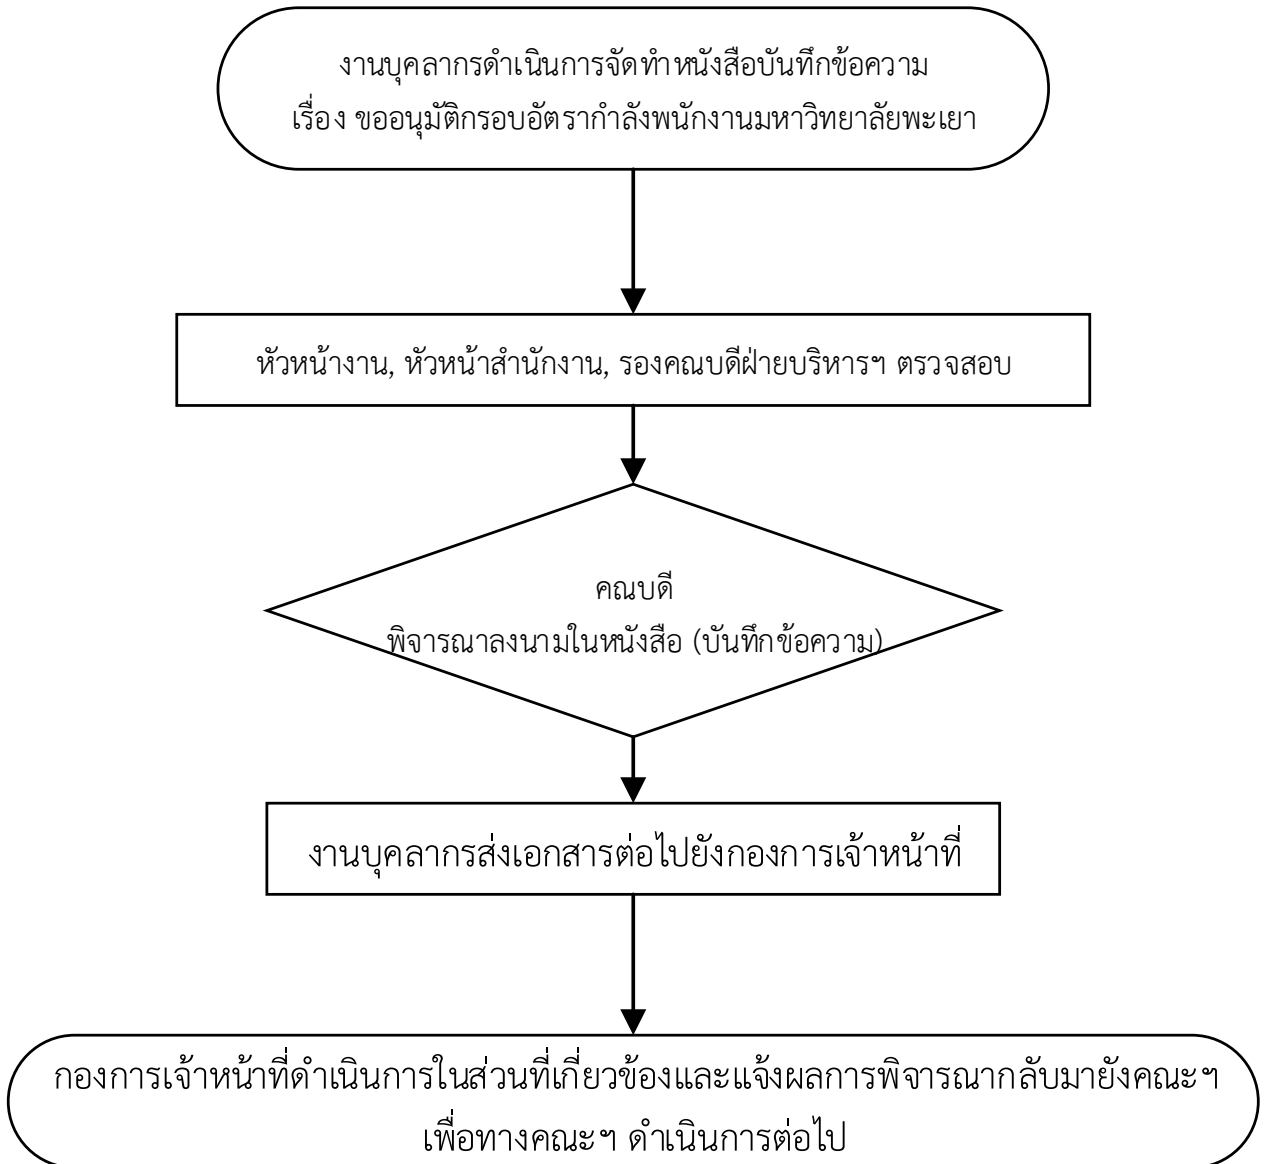 งานบุคลากรดำเนินการจัดทำหนังสือบันทึกข้อความ
เรื่อง ขออนุมัติกรอบอัตรากำลังพนักงานมหาวิทยาลัยพะเยา
หัวหน้างาน, หัวหน้าสำนักงาน, รองคณบดีฝ่ายบริหารฯ ตรวจสอบ
คณบดี
พิจารณาลงนามในหนังสือ (บันทึกข้อความ)
งานบุคลากรส่งเอกสารต่อไปยังกองการเจ้าหน้าที่
กองการเจ้าหน้าที่ดำเนินการในส่วนที่เกี่ยวข้องและแจ้งผลการพิจารณากลับมายังคณะฯ
เพื่อทางคณะฯ ดำเนินการต่อไป